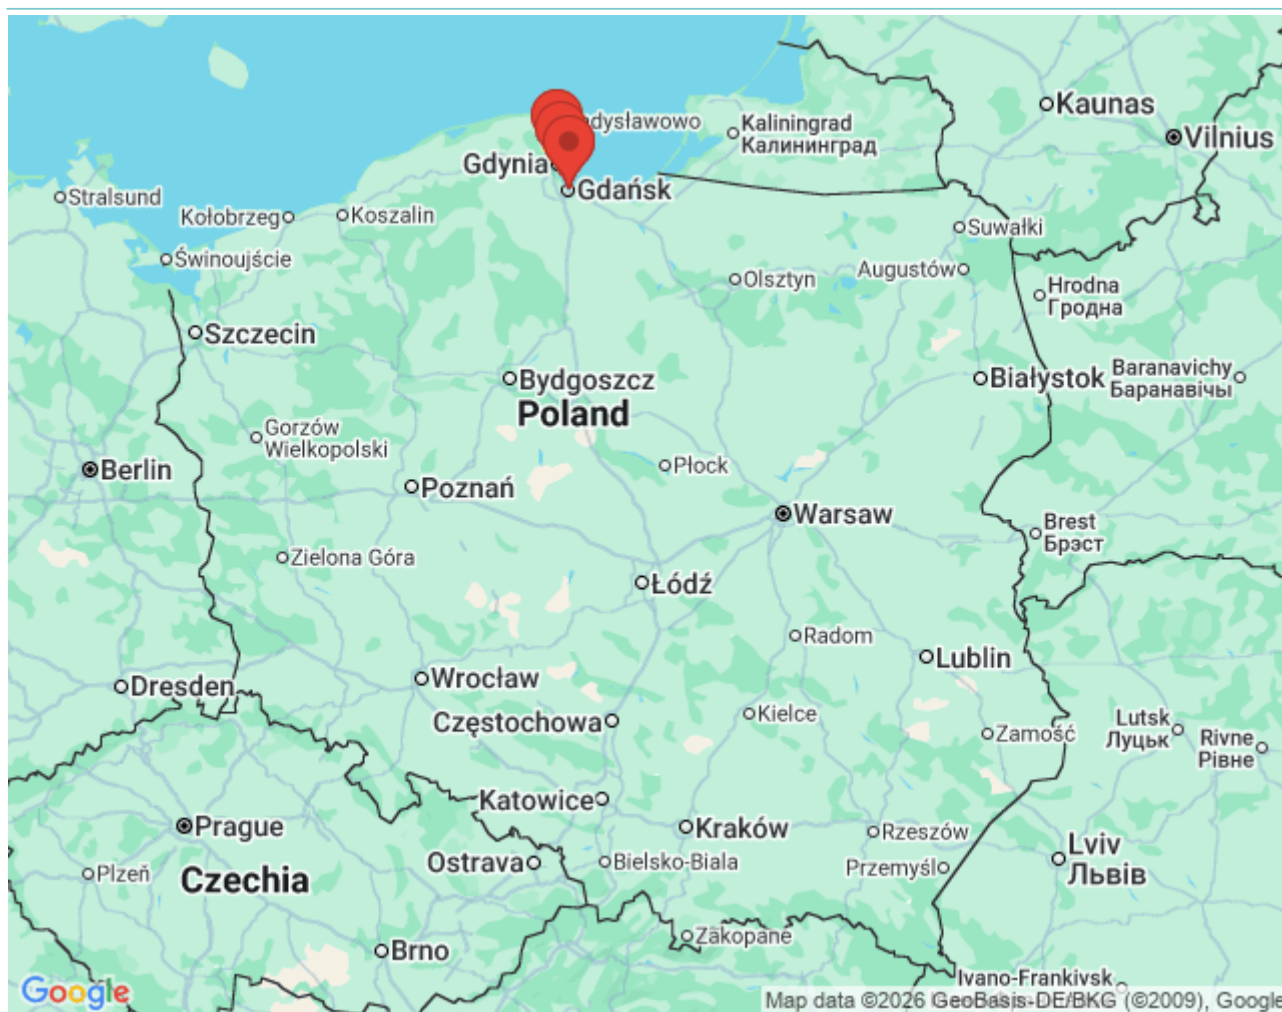 Kaunas
Vilnius
Kaliningrad
Калининград
adysławowo
Gdynia
Gdańsk
Stralsund
Kołobrzeg
Koszalin
Suwałki
Świnoujście
Augustów
Olsztyn
Hrodna
Гродна
Szczecin
Bydgoszcz
Białystok
Baranavichy
Баранавічы
Poland
Gorzów
Wielkopolski
Berlin
Płock
Poznań
Warsaw
Brest
Брэст
Zielona Góra
Łódź
Radom
Lublin
Dresden
Wrocław
Częstochowa
Kielce
Zamość
Lutsk
Луцьк
Rivne
Рівне
Katowice
Prague
Kraków
Rzeszów
Ostrava
Bielsko-Biala
Przemyśl
Lviv
Львів
Plzeň
Czechia
Zakopane
Brno
Ivano-Frankivsk
Google
Map data ©2026 GeoBasis-DE/BKG (©2009), Google